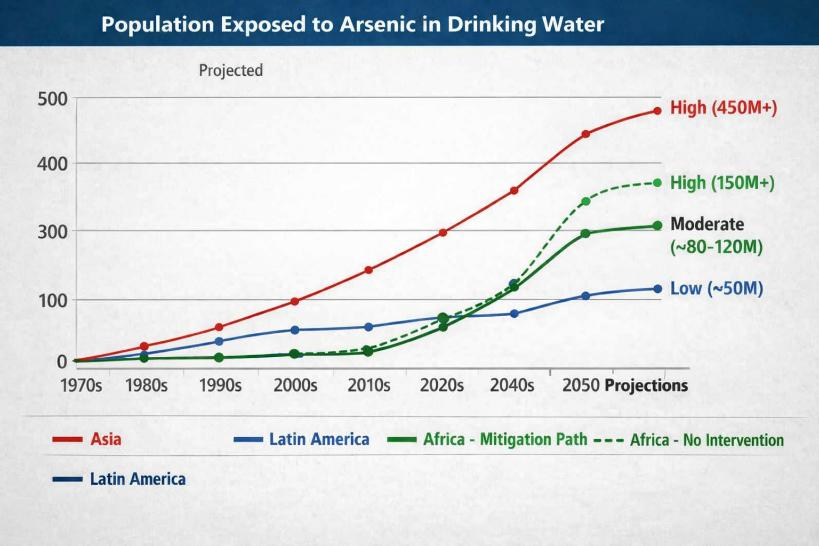 Population Exposed to Arsenic in Drinking Water
Projected
500
400
300
100
0
High (450M+)
High (150M+)
Moderate
(~80-120M)
Low (~50M)
1970s 1980s 1990s 2000s 2010s 2020s 2040s 2050 Projections
Asia Latin America Africa - Mitigation Path Africa - No Intervention
Latin America